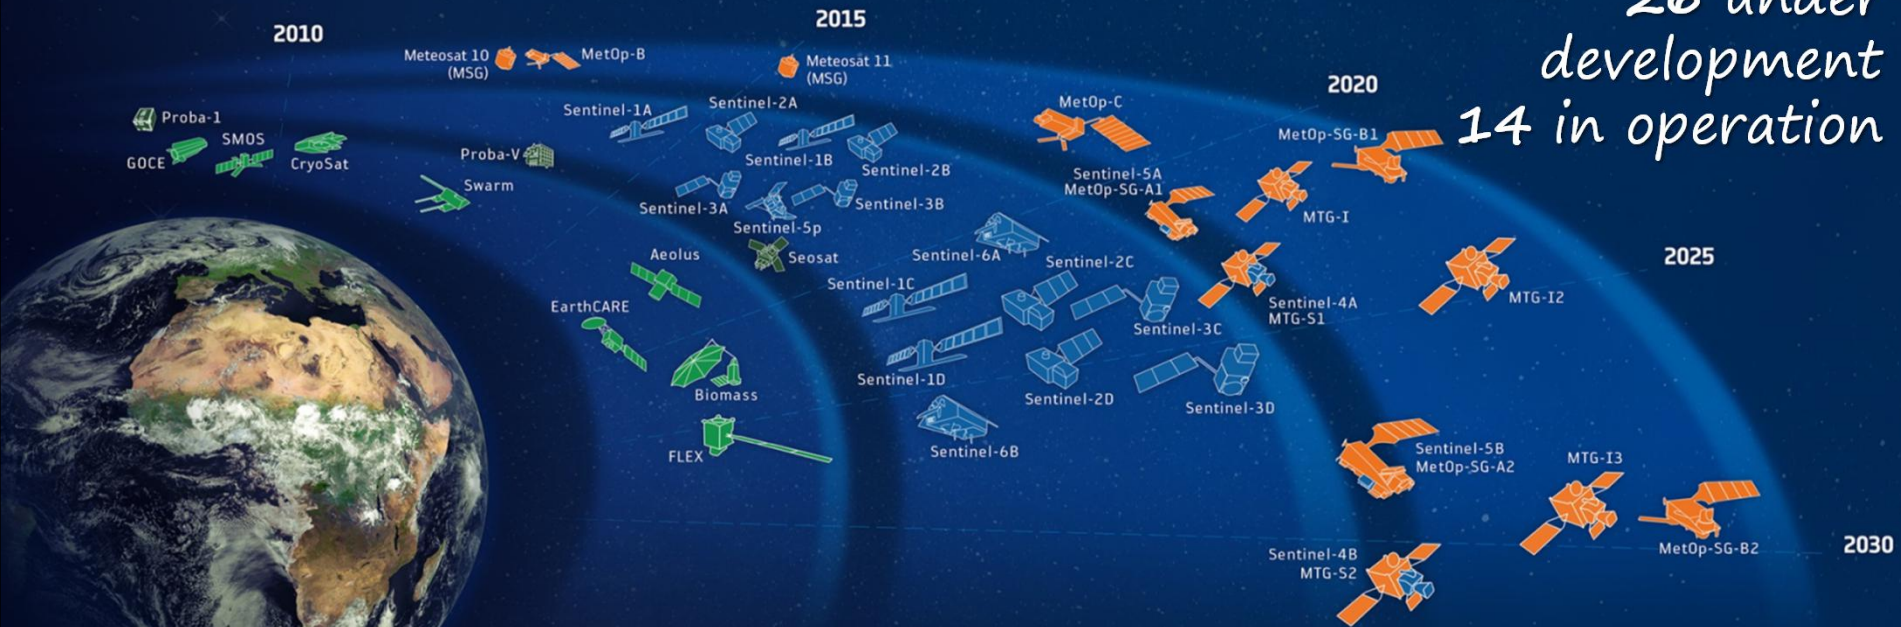 26 under
development
14 in operation
2010
2015
2020
2025
2030
Meteosat 10
(MSG)
MetOp-B
Meteosat 11
(MSG)
MetOp-C
MetOp-SG-B1
Proba-1
GOCE
SMOS
CryoSat
Proba-V
Swarm
Sentinel-1A
Sentinel-2A
Sentinel-1B
Sentinel-2B
Sentinel-3A
Sentinel-5p
Sentinel-3B
Sentinel-5A
MetOp-SG-A1
MTG-I
Aeolus
Seosat
Sentinel-6A
Sentinel-2C
Sentinel-1C
EarthCARE
Sentinel-3C
Sentinel-4A
MTG-S1
MTG-I2
Sentinel-1D
Biomass
Sentinel-2D
Sentinel-3D
FLEX
Sentinel-6B
Sentinel-5B
MetOp-SG-A2
MTG-I3
MetOp-SG-B2
Sentinel-4B
MTG-S2